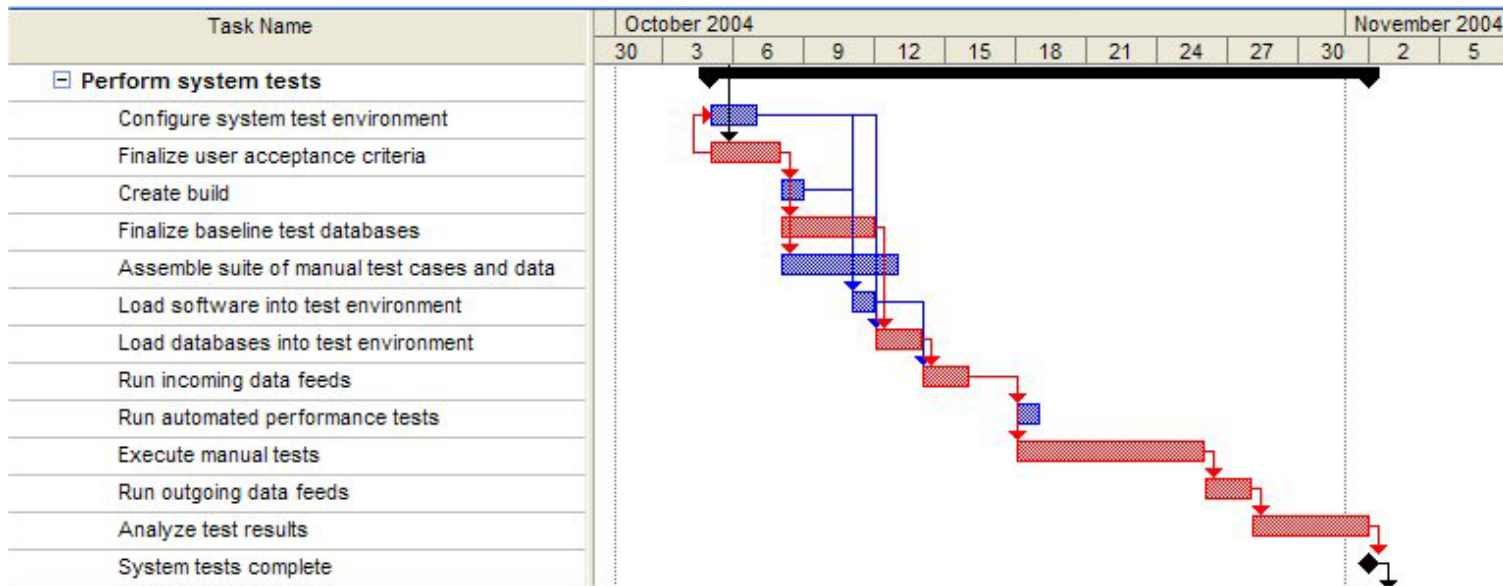 Task Name
October 2004 November 2004
30 3 6 9 12 15 18 21 24 27 30 2 5
Perform system tests
Configure system test environment
Finalize user acceptance criteria
Create build
Finalize baseline test databases
Assemble suite of manual test cases and data
Load software into test environment
Load databases into test environment
Run incoming data feeds
Run automated performance tests
Execute manual tests
Run outgoing data feeds
Analyze test results
System tests complete